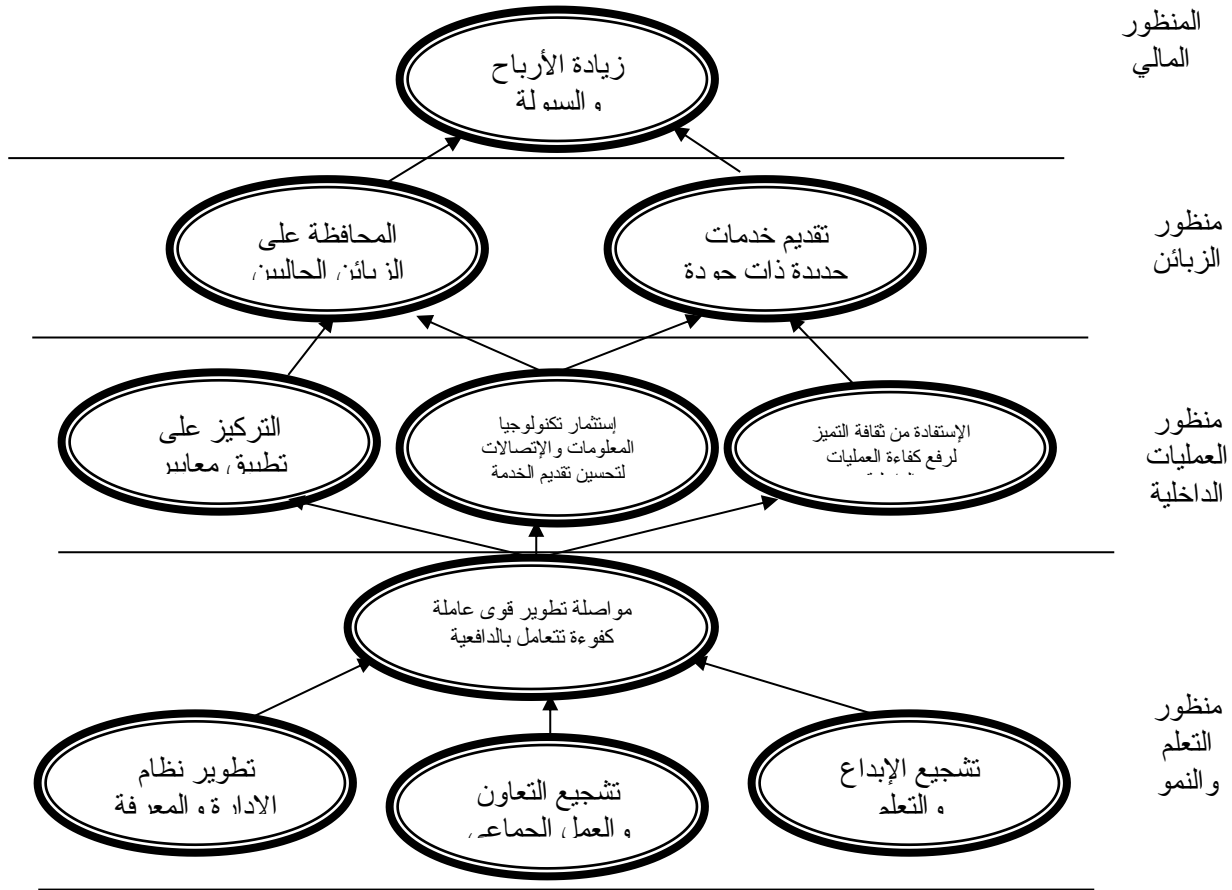 المنظور
المالي
زيادة الأرباح
والسيولة
منظور
الزبائن
تقديم خدمات
جديدة ذات جودة
المحافظة على
الزبائن الحاليين
منظور
العمليات
الداخلية
الإستفادة من ثقافة التميز
لرفع كفاءة العمليات
إستثمار تكنولوجيا
المعلومات والإتصالات
لتحسين تقديم الخدمة
التركيز على
تطبيق معايير
مواصلة تطوير قوى عاملة
كفوءة تتعامل بالدافعية
منظور
التعلم
والنمو
تشجيع الإبداع
والتعلم
تشجيع التعاون
والعمل الجماعي
تطوير نظام
الإدارة والمعرفة